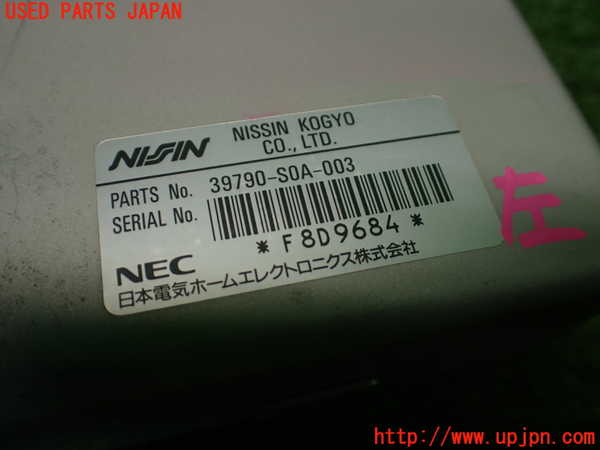 USED PARTS JAPAN
NISSIN
NISSIN KOGYO
CO., LTD.
PARTS No. 39790-S0A-003
SERIAL No.
*F8D9684*
NEC
日本電気ホームエレクトロニクス株式会社
左
http://www.upjpn.com/